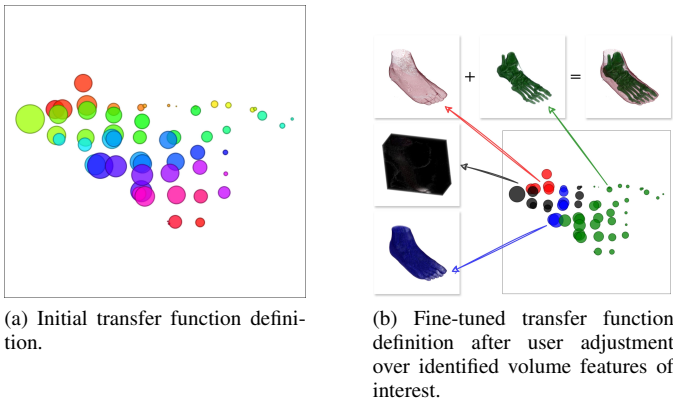 +
=
(a) Initial transfer function defini-
tion.
(b) Fine-tuned transfer function
definition after user adjustment
over identified volume features of
interest.